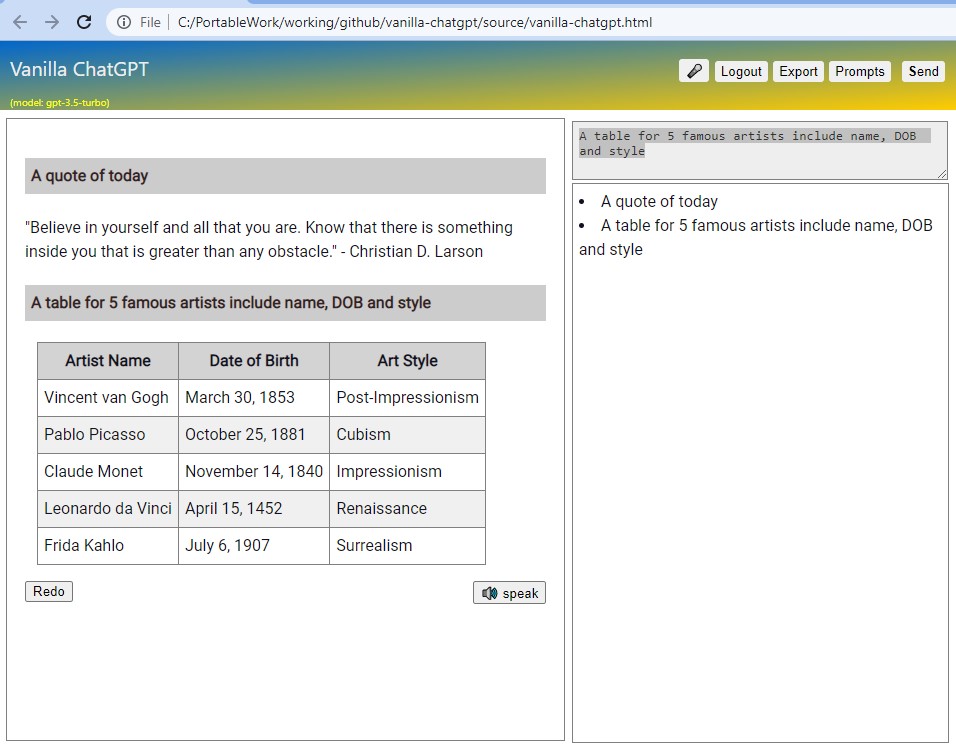 File C:/PortableWork/working/github/vanilla-chatgpt/source/vanilla-chatgpt.html
Vanilla ChatGPT
Logout Export Prompts Send
(model: gpt-3.5-turbo)
A quote of today
"Believe in yourself and all that you are. Know that there is something
inside you that is greater than any obstacle." - Christian D. Larson
A table for 5 famous artists include name, DOB and style
Artist Name Date of Birth Art Style
Vincent van Gogh March 30, 1853 Post-Impressionism
Pablo Picasso October 25, 1881 Cubism
Claude Monet November 14, 1840 Impressionism
Leonardo da Vinci April 15, 1452 Renaissance
Frida Kahlo July 6, 1907 Surrealism
Redo speak
A table for 5 famous artists include name, DOB
and style
• A quote of today
• A table for 5 famous artists include name, DOB
and style